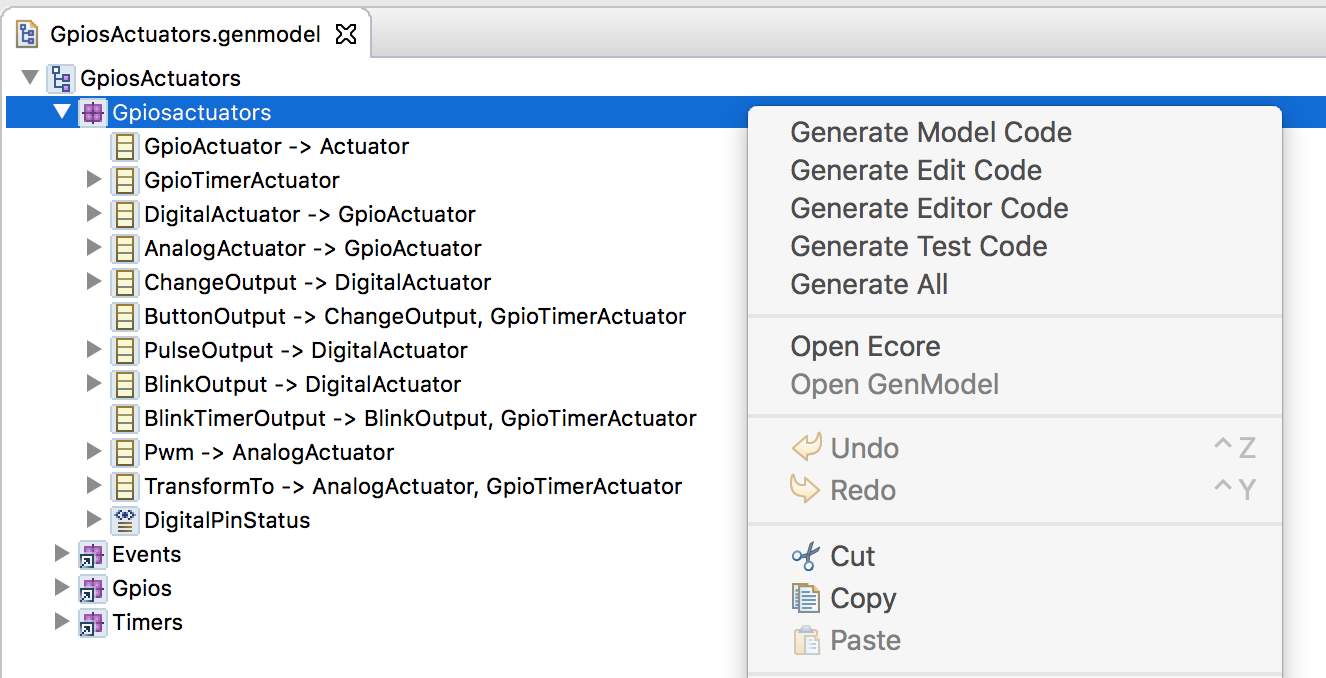 GpiosActuators.genmodel
GpiosActuators
Gpiosactuators
GpioActuator -> Actuator
GpioTimerActuator
DigitalActuator -> GpioActuator
AnalogActuator -> GpioActuator
ChangeOutput -> DigitalActuator
ButtonOutput -> ChangeOutput, GpioTimerActuator
PulseOutput -> DigitalActuator
BlinkOutput -> DigitalActuator
BlinkTimerOutput -> BlinkOutput, GpioTimerActuator
Pwm -> AnalogActuator
TransformTo -> AnalogActuator, GpioTimerActuator
DigitalPinStatus
Events
Gpios
Timers
Generate Model Code
Generate Edit Code
Generate Editor Code
Generate Test Code
Generate All
Open Ecore
Open GenModel
Undo ^Z
Redo ^Y
Cut
Copy
Paste